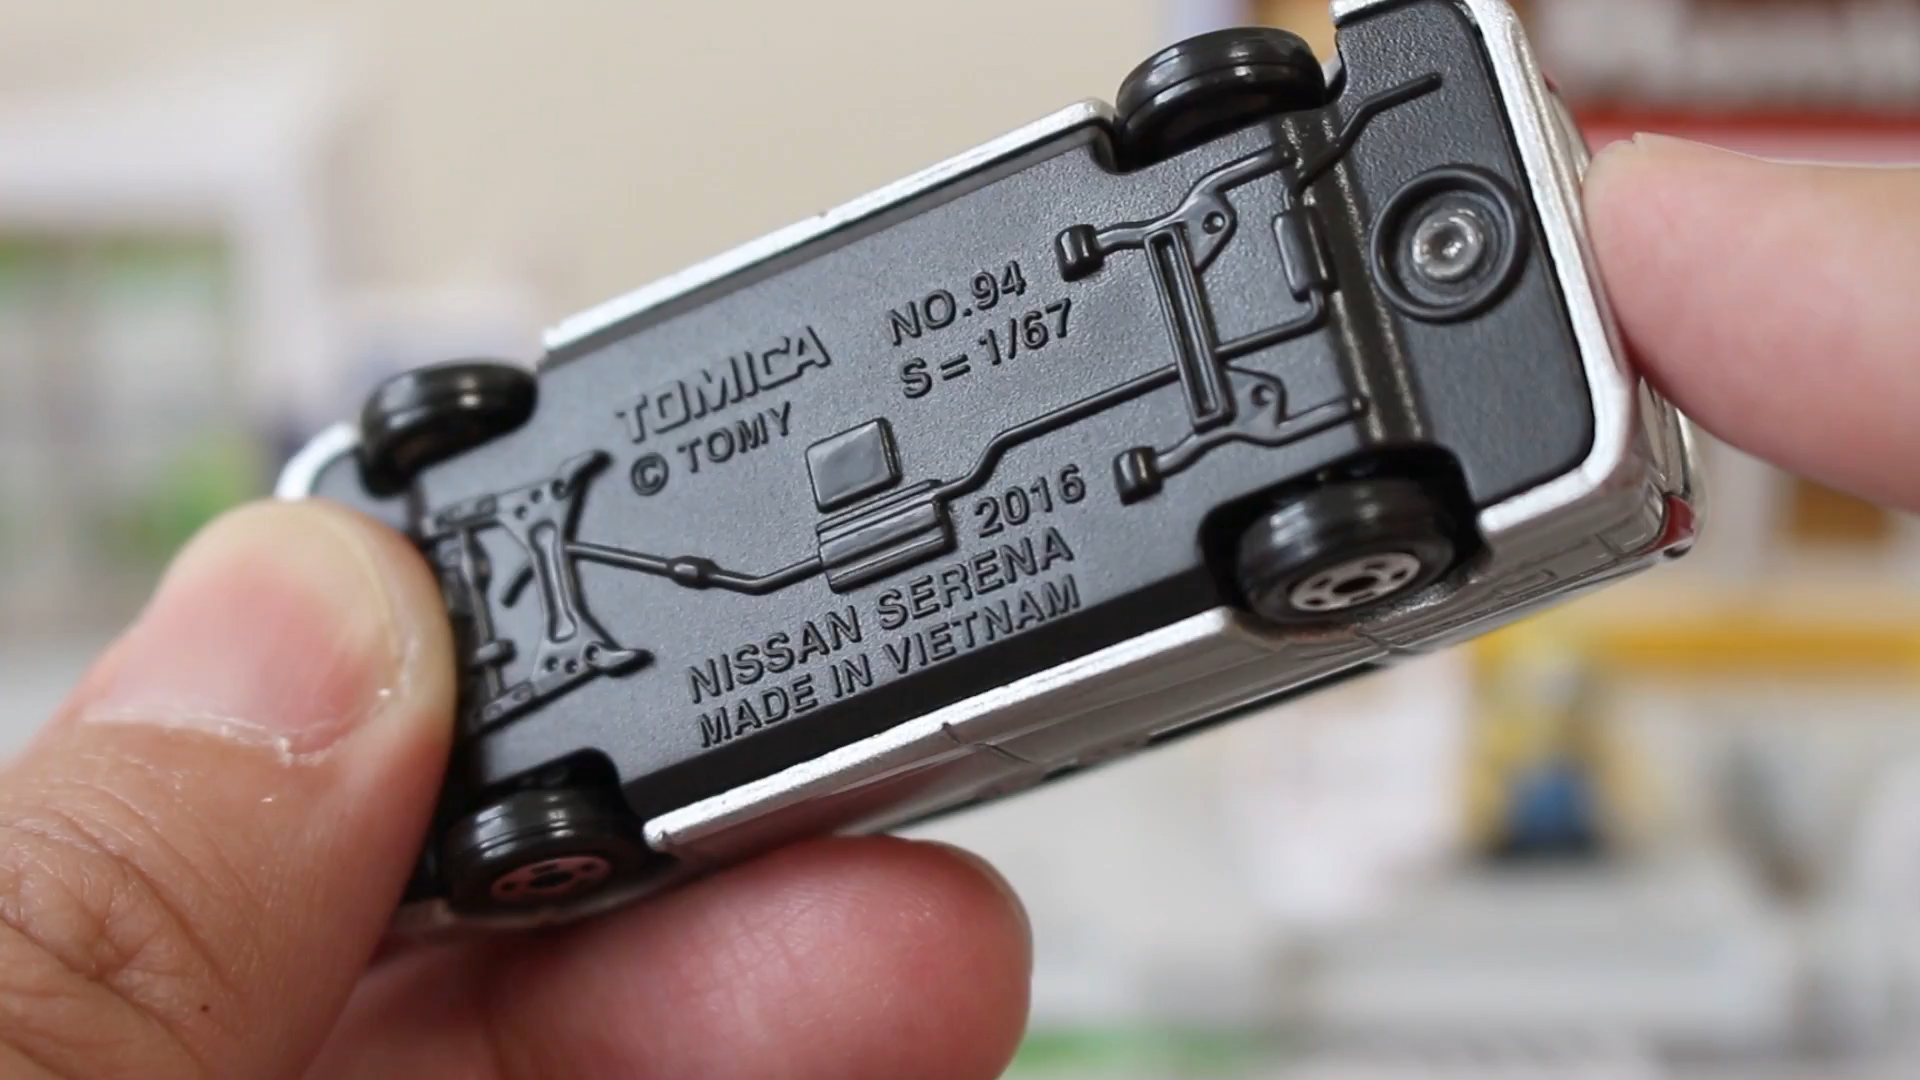 TOMICA
© TOMY
NO.94
S=1/67
2016
NISSAN SERENA
MADE IN VIETNAM